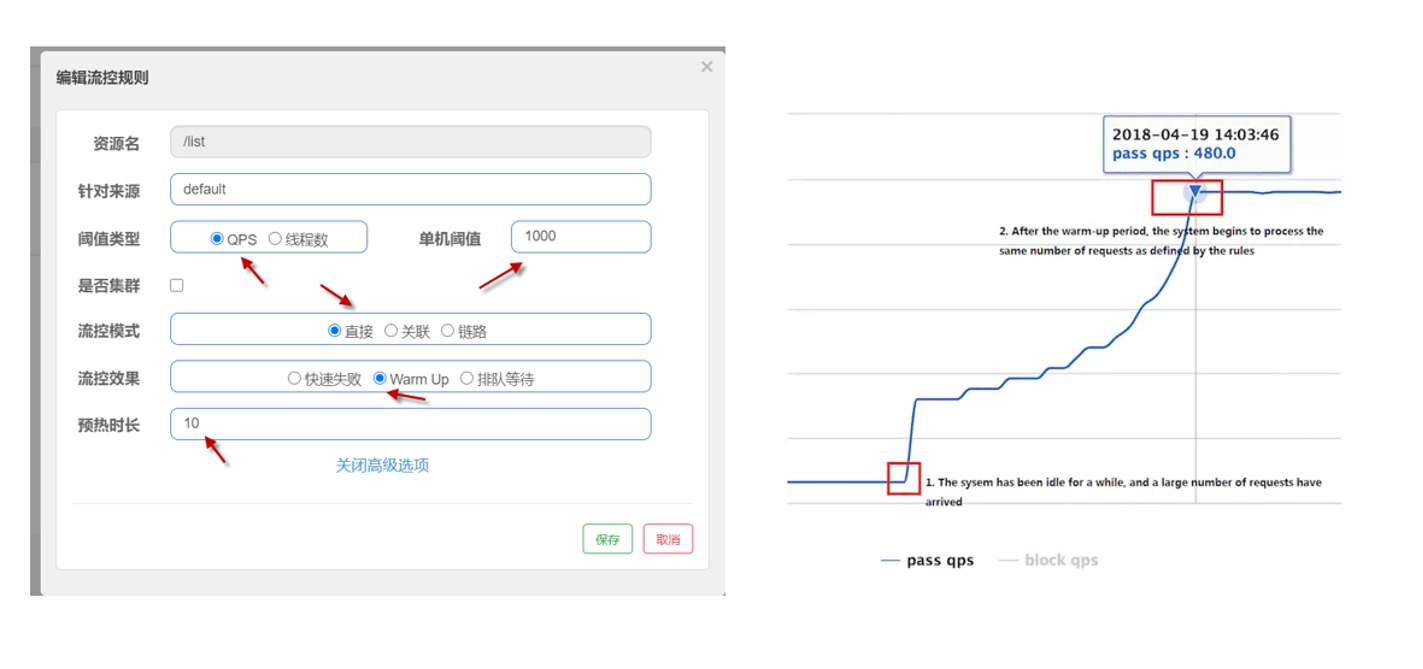 编辑流控规则
×
资源名 /list
针对来源 default
阈值类型 QPS 线程数 单机阈值 1000
是否集群
流控模式 直接 关联 链路
流控效果 快速失败 Warm Up 排队等待
预热时长 10
关闭高级选项
保存 取消
2018-04-19 14:03:46
pass qps : 480.0
2. After the warm-up period, the system begins to process the
same number of requests as defined by the rules
1. The sysem has been idle for a while, and a large number of requests have
arrived
pass qps block qps